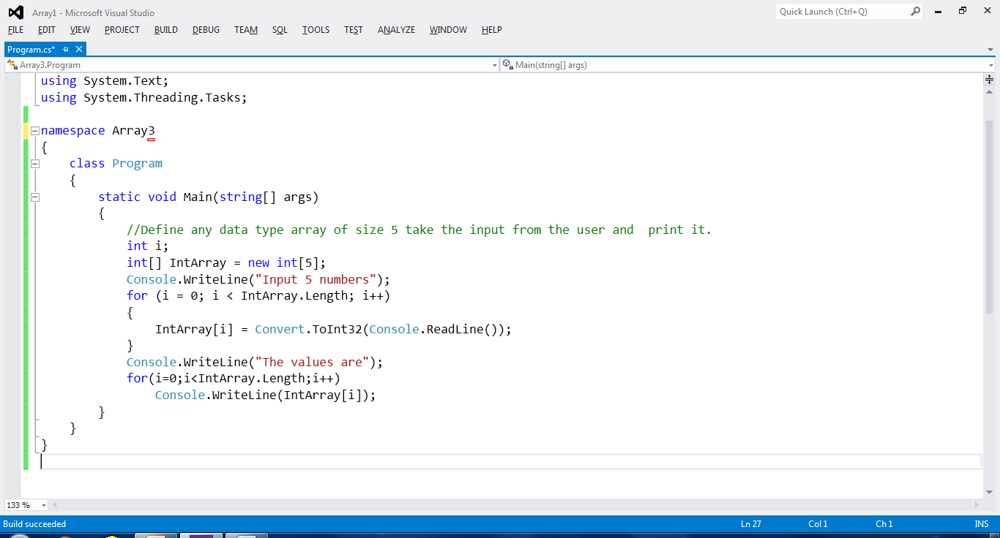 Array1 - Microsoft Visual Studio
Quick Launch (Ctrl+Q)
FILE EDIT VIEW PROJECT BUILD DEBUG TEAM SQL TOOLS TEST ANALYZE WINDOW HELP
Program.cs*
Array3.Program
Main(string[] args)
using System.Text;
using System.Threading.Tasks;
namespace Array3
{
class Program
{
static void Main(string[] args)
{
//Define any data type array of size 5 take the input from the user and  print it.
int i;
int[] IntArray = new int[5];
Console.WriteLine("Input 5 numbers");
for (i = 0; i < IntArray.Length; i++)
{
IntArray[i] = Convert.ToInt32(Console.ReadLine());
}
Console.WriteLine("The values are");
for(i=0;i<IntArray.Length;i++)
Console.WriteLine(IntArray[i]);
}
}
}
133 %
Build succeeded
Ln 27
Col 1
Ch 1
INS